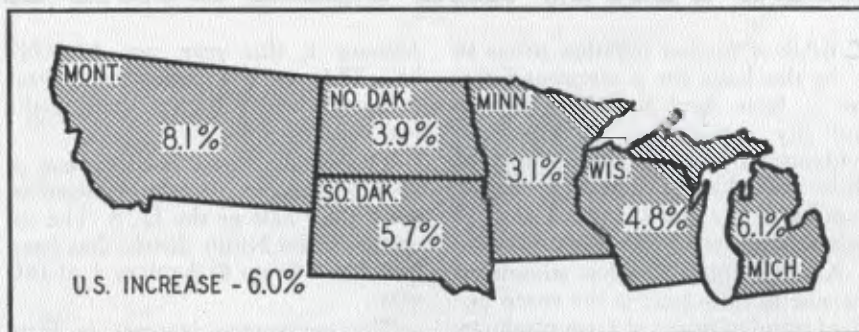 MONT.
8.1%
NO. DAK.
3.9%
SO. DAK.
5.7%
MINN.
3.1%
WIS.
4.8%
6.1%
MICH.
U.S. INCREASE - 6.0%